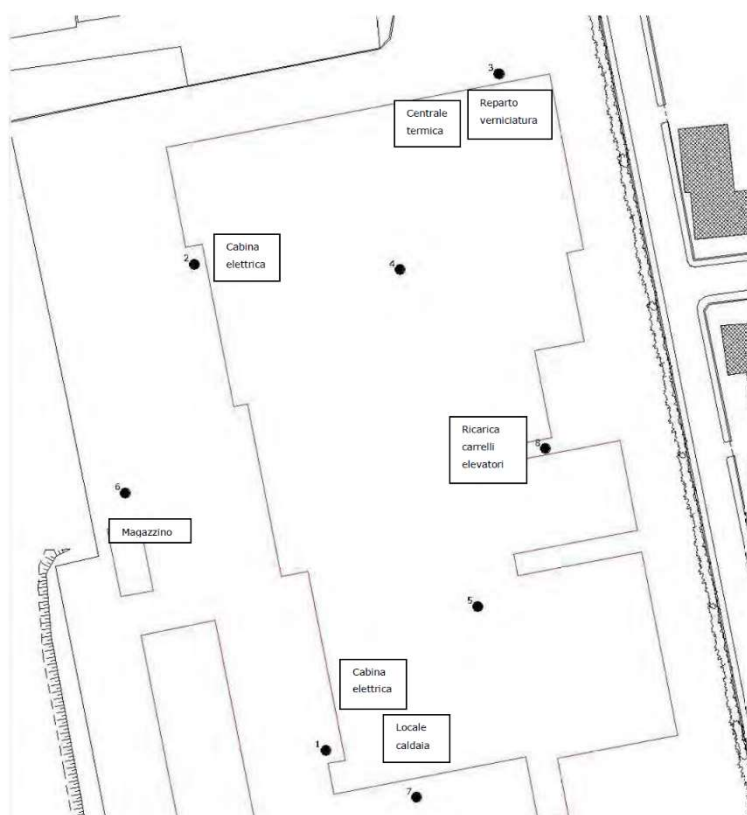 3
Centrale
termica
Reparto
verniciatura
2
Cabina
elettrica
4
Ricarica
carrelli
elevatori
8
6
Magazzino
5
Cabina
elettrica
1
Locale
caldaia
7